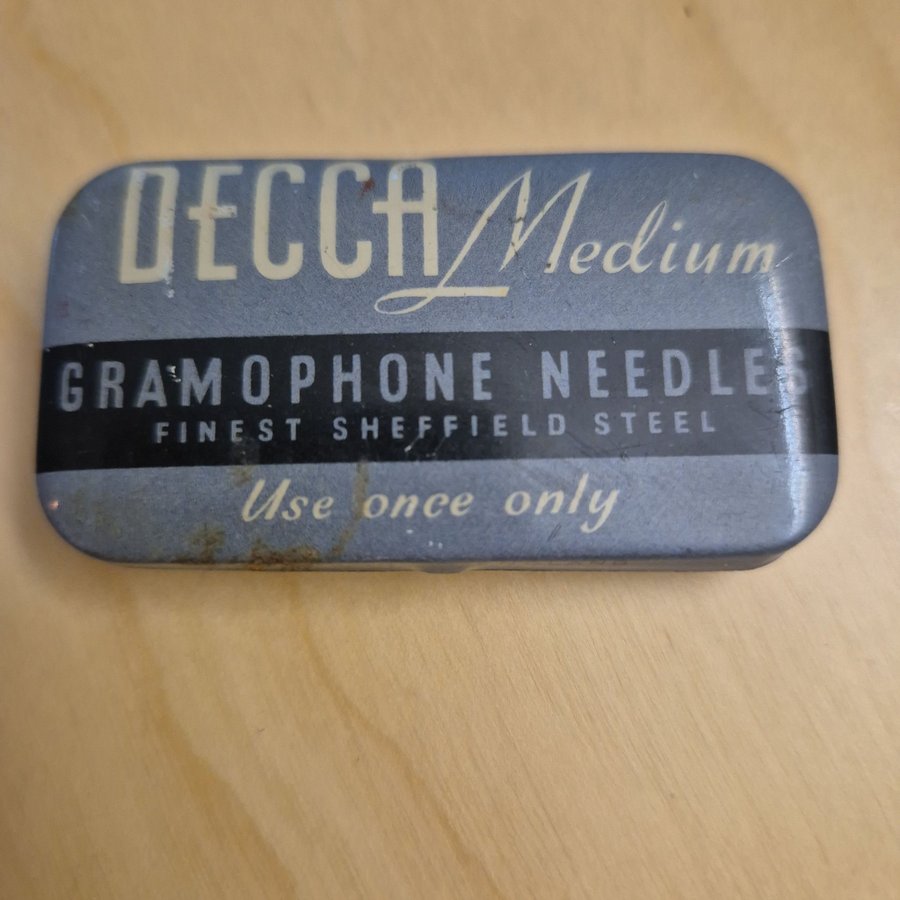 DECCA Medium
GRAMOPHONE NEEDLES
FINEST SHEFFIELD STEEL
Use once only